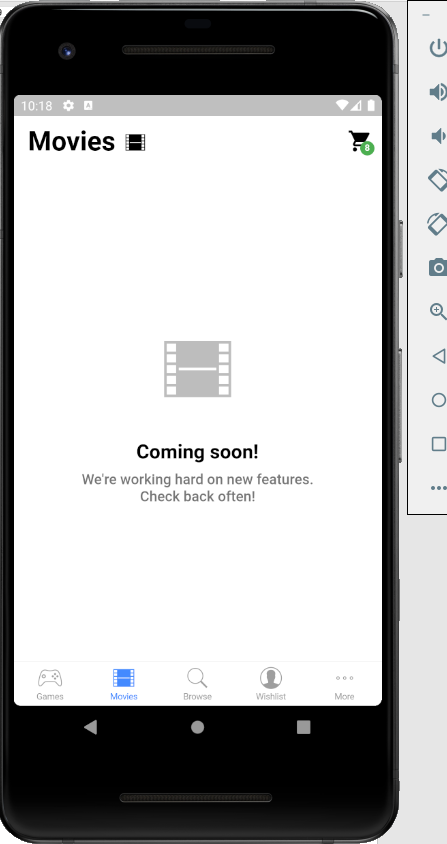 10:18
Movies
8
Coming soon!
We're working hard on new features.
Check back often!
Games
Movies
Browse
Wishlist
More